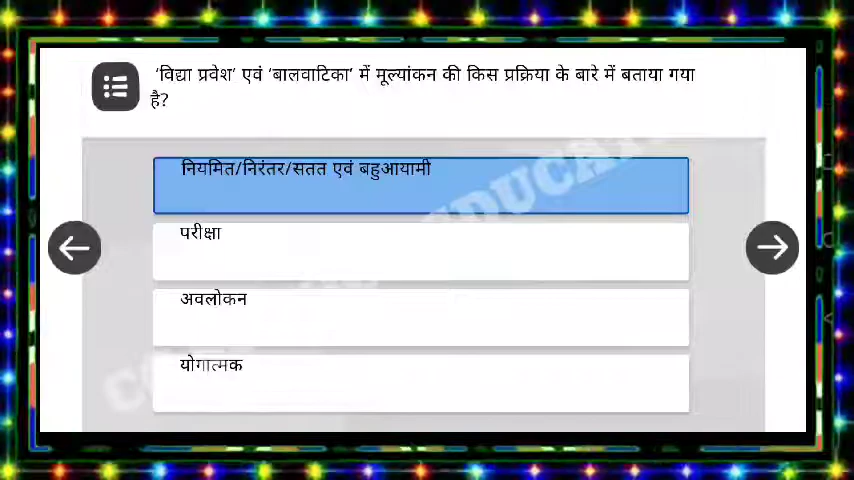 'विद्या प्रवेश' एवं 'बालवाटिका' में मूल्यांकन की किस प्रक्रिया के बारे में बताया गया
है?
नियमित/निरंतर/सतत एवं बहुआयामी
परीक्षा
अवलोकन
योगात्मक